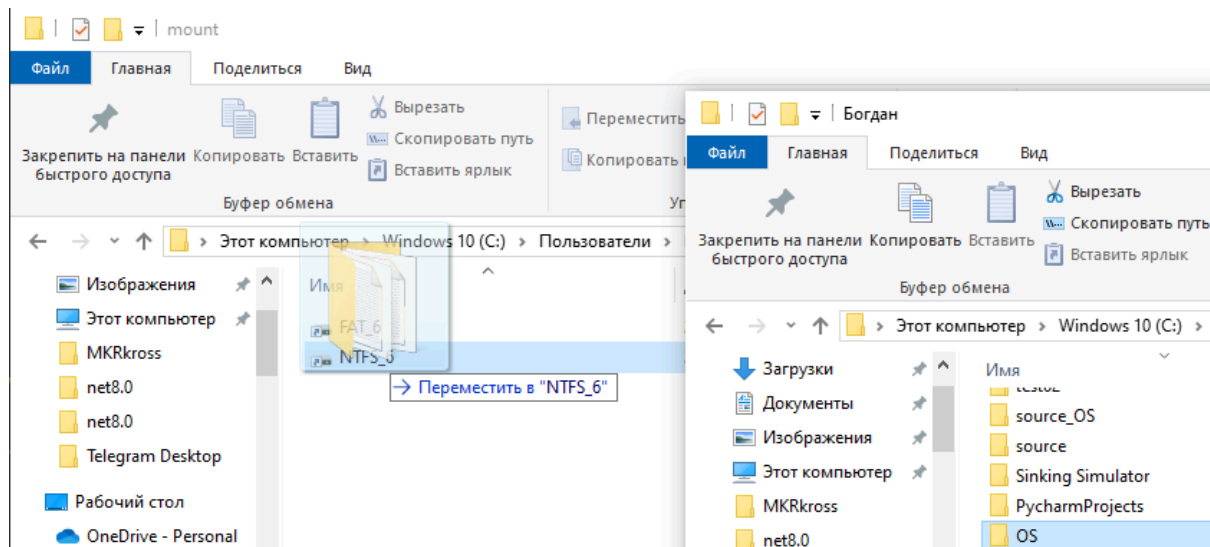 mount
Файл Главная Поделиться Вид
Закрепить на панели быстрого доступа
Копировать
Вставить
Вырезать
Скопировать путь
Вставить ярлык
Переместить
Копировать
Буфер обмена
Этот компьютер > Windows 10 (C:) > Пользователи >
Изображения
Этот компьютер
MKRkross
net8.0
net8.0
Telegram Desktop
Рабочий стол
OneDrive - Personal
Имя
FAT_6
NTFS_6
Переместить в "NTFS_6"
Богдан
Файл Главная Поделиться Вид
Закрепить на панели быстрого доступа
Копировать
Вставить
Вырезать
Скопировать путь
Вставить ярлык
Буфер обмена
Этот компьютер > Windows 10 (C:) >
Загрузки
Документы
Изображения
Этот компьютер
MKRkross
net8.0
Имя
source_OS
source
Sinking Simulator
PycharmProjects
OS